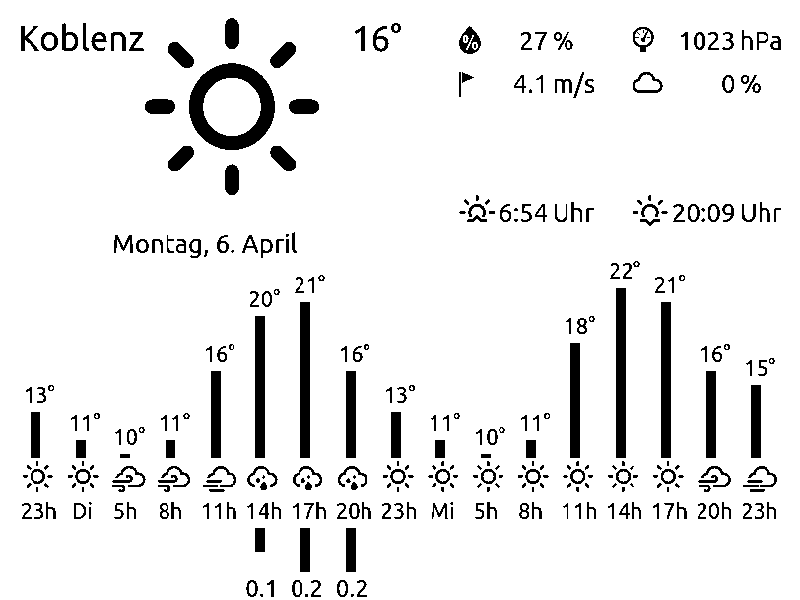 Koblenz 16° 27 % 1023 hPa
% 4.1 m/s 0 %
6:54 Uhr 20:09 Uhr
Montag, 6. April
13° 11° 10° 11° 16° 20° 21° 16° 13° 11° 10° 11° 18° 22° 21° 16° 15°
23h Di 5h 8h 11h 14h 17h 20h 23h Mi 5h 8h 11h 14h 17h 20h 23h
0.1 0.2 0.2